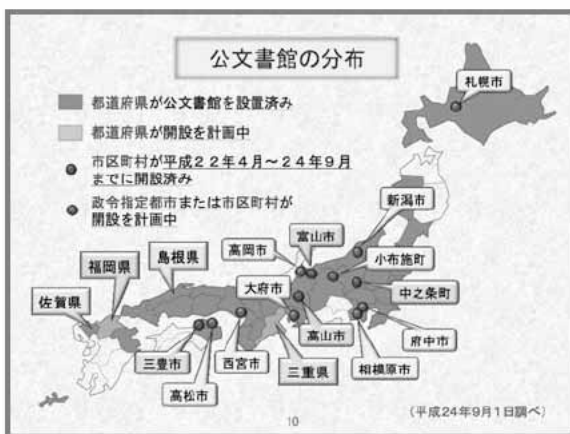 公文書館の分布
都道府県が公文書館を設置済み
都道府県が開設を計画中
市区町村が平成22年4月～24年9月
までに開設済み
政令指定都市または市区町村が
開設を計画中
札幌市
新潟市
富山市
高岡市
小布施町
島根県
福岡県
大府市
中之条町
佐賀県
高山市
府中市
三豊市
西宮市
三重県
相模原市
高松市
(平成24年9月1日調べ)
10